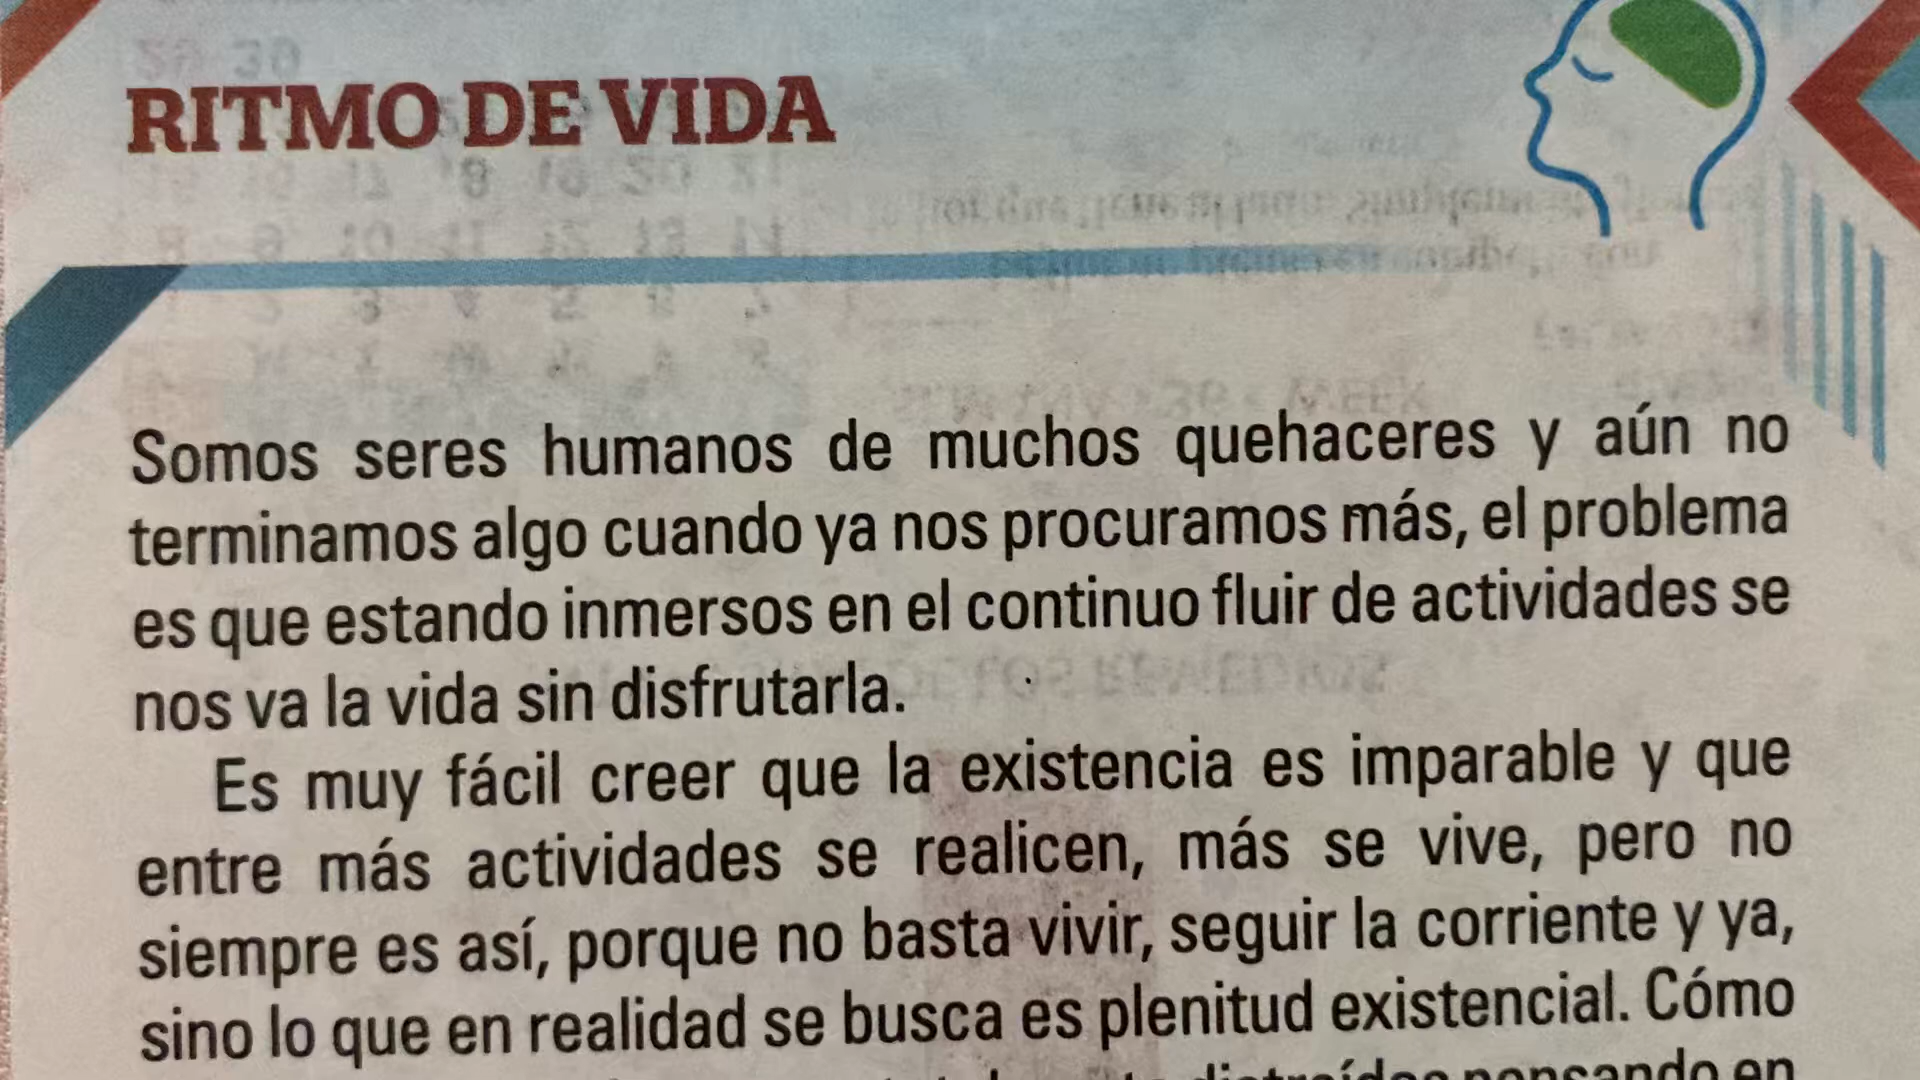 RITMO DE VIDA
Somos seres humanos de muchos quehaceres y aún no
terminamos algo cuando ya nos procuramos más, el problema
es que estando inmersos en el continuo fluir de actividades se
nos va la vida sin disfrutarla.
Es muy fácil creer que la existencia es imparable y que
entre más actividades se realicen, más se vive, pero no
siempre es así, porque no basta vivir, seguir la corriente y ya,
sino lo que en realidad se busca es plenitud existencial. Cómo
distraídos pensando en